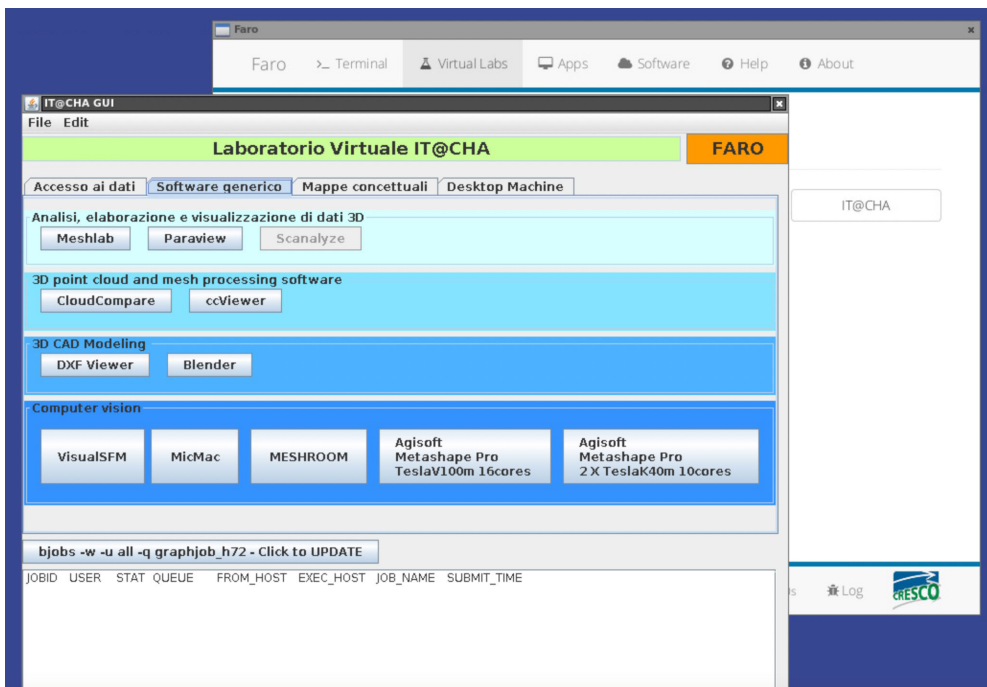 Faro
Faro >_ Terminal Virtual Labs Apps Software Help About
IT@CHA GUI
File Edit
Laboratorio Virtuale IT@CHA FARO
Accesso ai dati Software generico Mappe concettuali Desktop Machine
IT@CHA
Analisi, elaborazione e visualizzazione di dati 3D
Meshlab Paraview Scanalyze
3D point cloud and mesh processing software
CloudCompare ccViewer
3D CAD Modeling
DXF Viewer Blender
Computer vision
VisualSFM MicMac MESHROOM
Agisoft
Metashape Pro
TeslaV100m 16cores
Agisoft
Metashape Pro
2 X TeslaK40m 10cores
bjobs -w -u all -q graphjob_h72 - Click to UPDATE
JOBID USER STAT QUEUE FROM_HOST EXEC_HOST JOB_NAME SUBMIT_TIME
Log
CRESCO